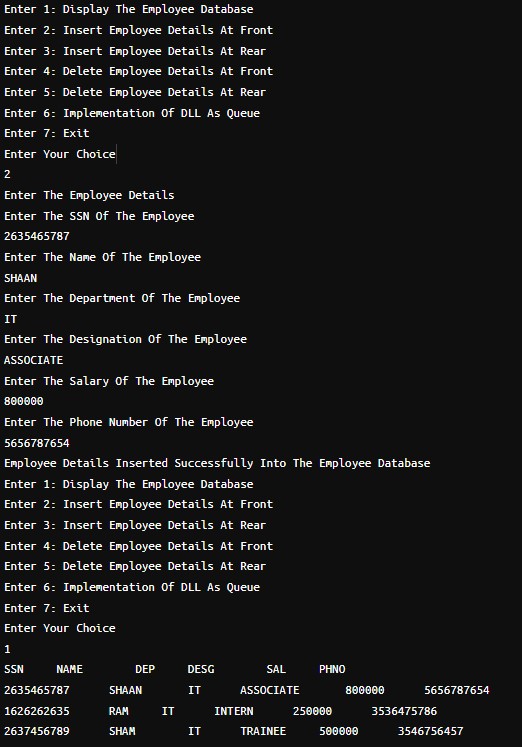 Enter 1: Display The Employee Database
Enter 2: Insert Employee Details At Front
Enter 3: Insert Employee Details At Rear
Enter 4: Delete Employee Details At Front
Enter 5: Delete Employee Details At Rear
Enter 6: Implementation Of DLL As Queue
Enter 7: Exit
Enter Your Choice
2
Enter The Employee Details
Enter The SSN Of The Employee
2635465787
Enter The Name Of The Employee
SHAAN
Enter The Department Of The Employee
IT
Enter The Designation Of The Employee
ASSOCIATE
Enter The Salary Of The Employee
800000
Enter The Phone Number Of The Employee
5656787654
Employee Details Inserted Successfully Into The Employee Database
Enter 1: Display The Employee Database
Enter 2: Insert Employee Details At Front
Enter 3: Insert Employee Details At Rear
Enter 4: Delete Employee Details At Front
Enter 5: Delete Employee Details At Rear
Enter 6: Implementation Of DLL As Queue
Enter 7: Exit
Enter Your Choice
1
SSN NAME DEP DESG SAL PHNO
2635465787 SHAAN IT ASSOCIATE 800000 5656787654
1626262635 RAM IT INTERN 250000 3536475786
2637456789 SHAM IT TRAINEE 500000 3546756457